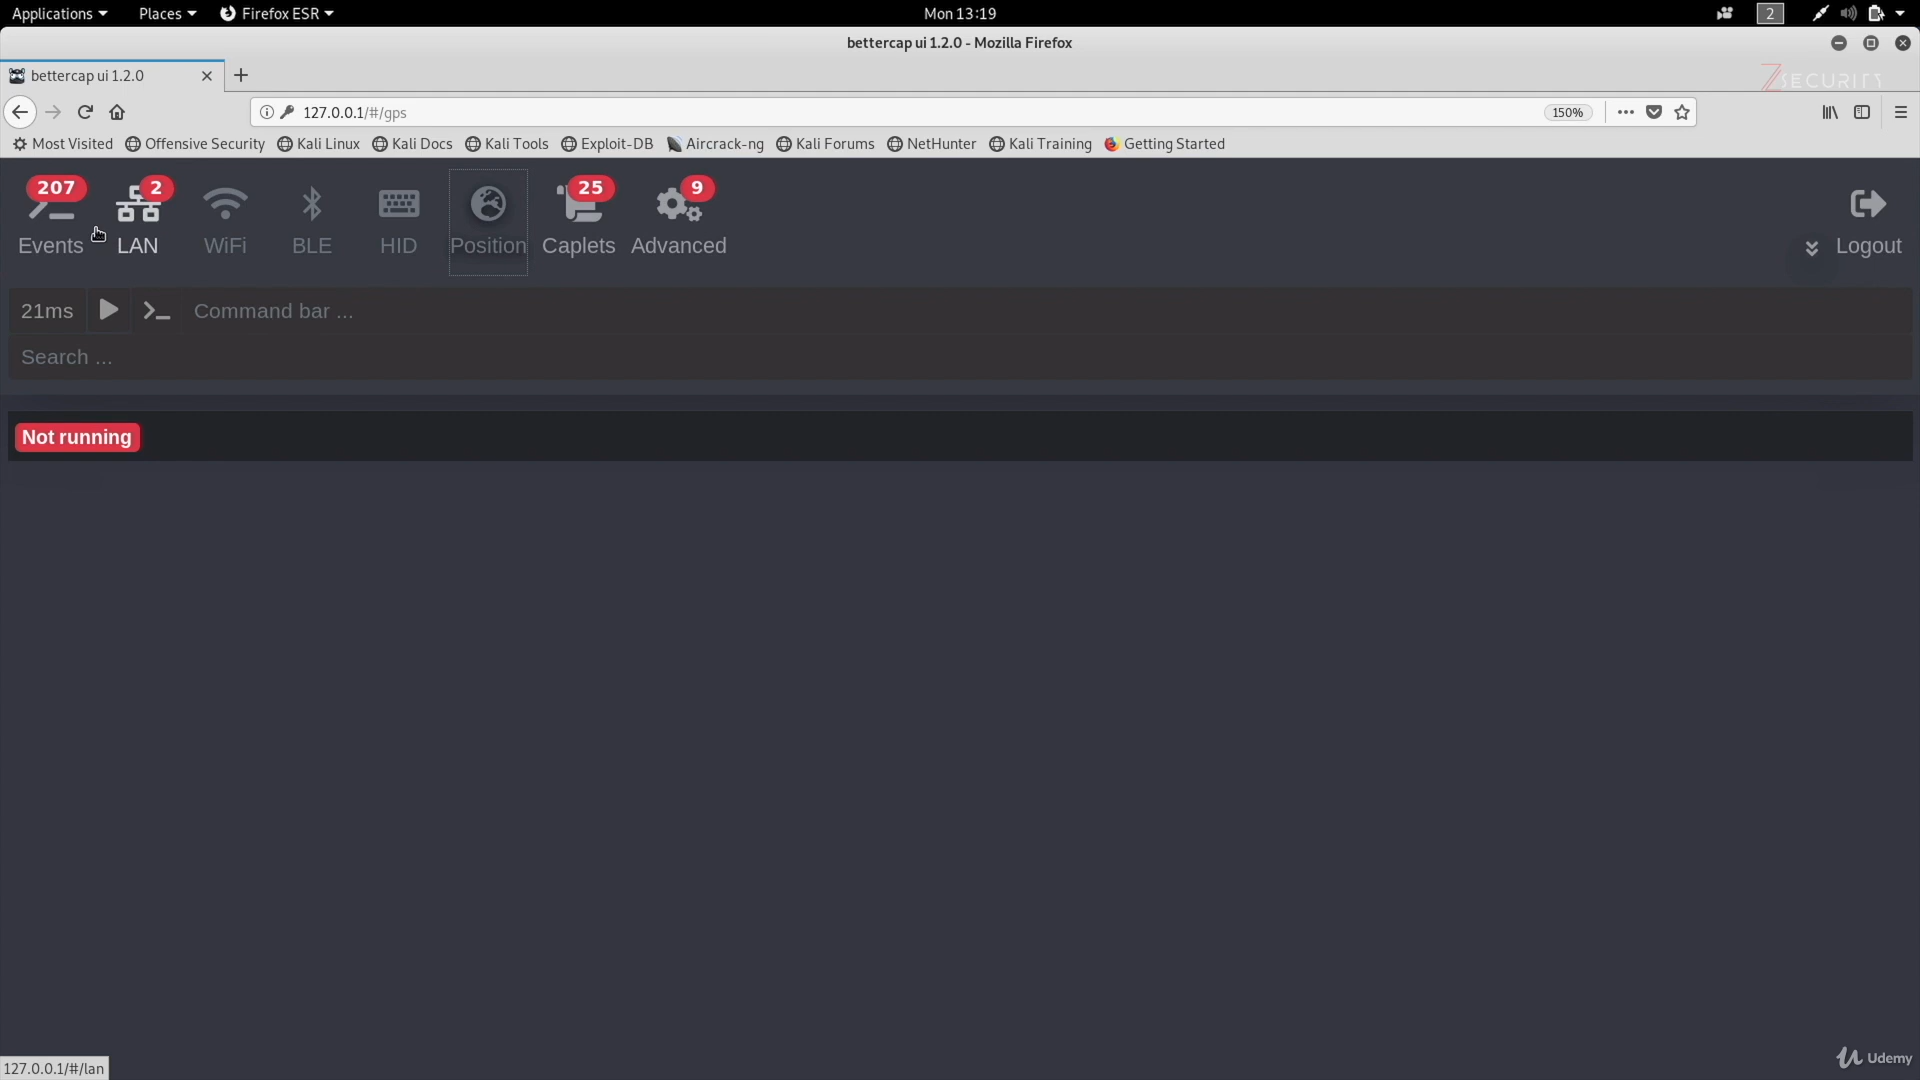 Applications Places Firefox ESR Mon 13:19 2
bettercap ui 1.2.0 - Mozilla Firefox
bettercap ui 1.2.0
ZSECURITY
127.0.0.1/#/gps 150%
Most Visited Offensive Security Kali Linux Kali Docs Kali Tools Exploit-DB Aircrack-ng Kali Forums NetHunter Kali Training Getting Started
207 2 25 9
Events LAN WiFi BLE HID Position Caplets Advanced Logout
21ms Command bar ...
Search ...
Not running
127.0.0.1/#/lan
Udemy